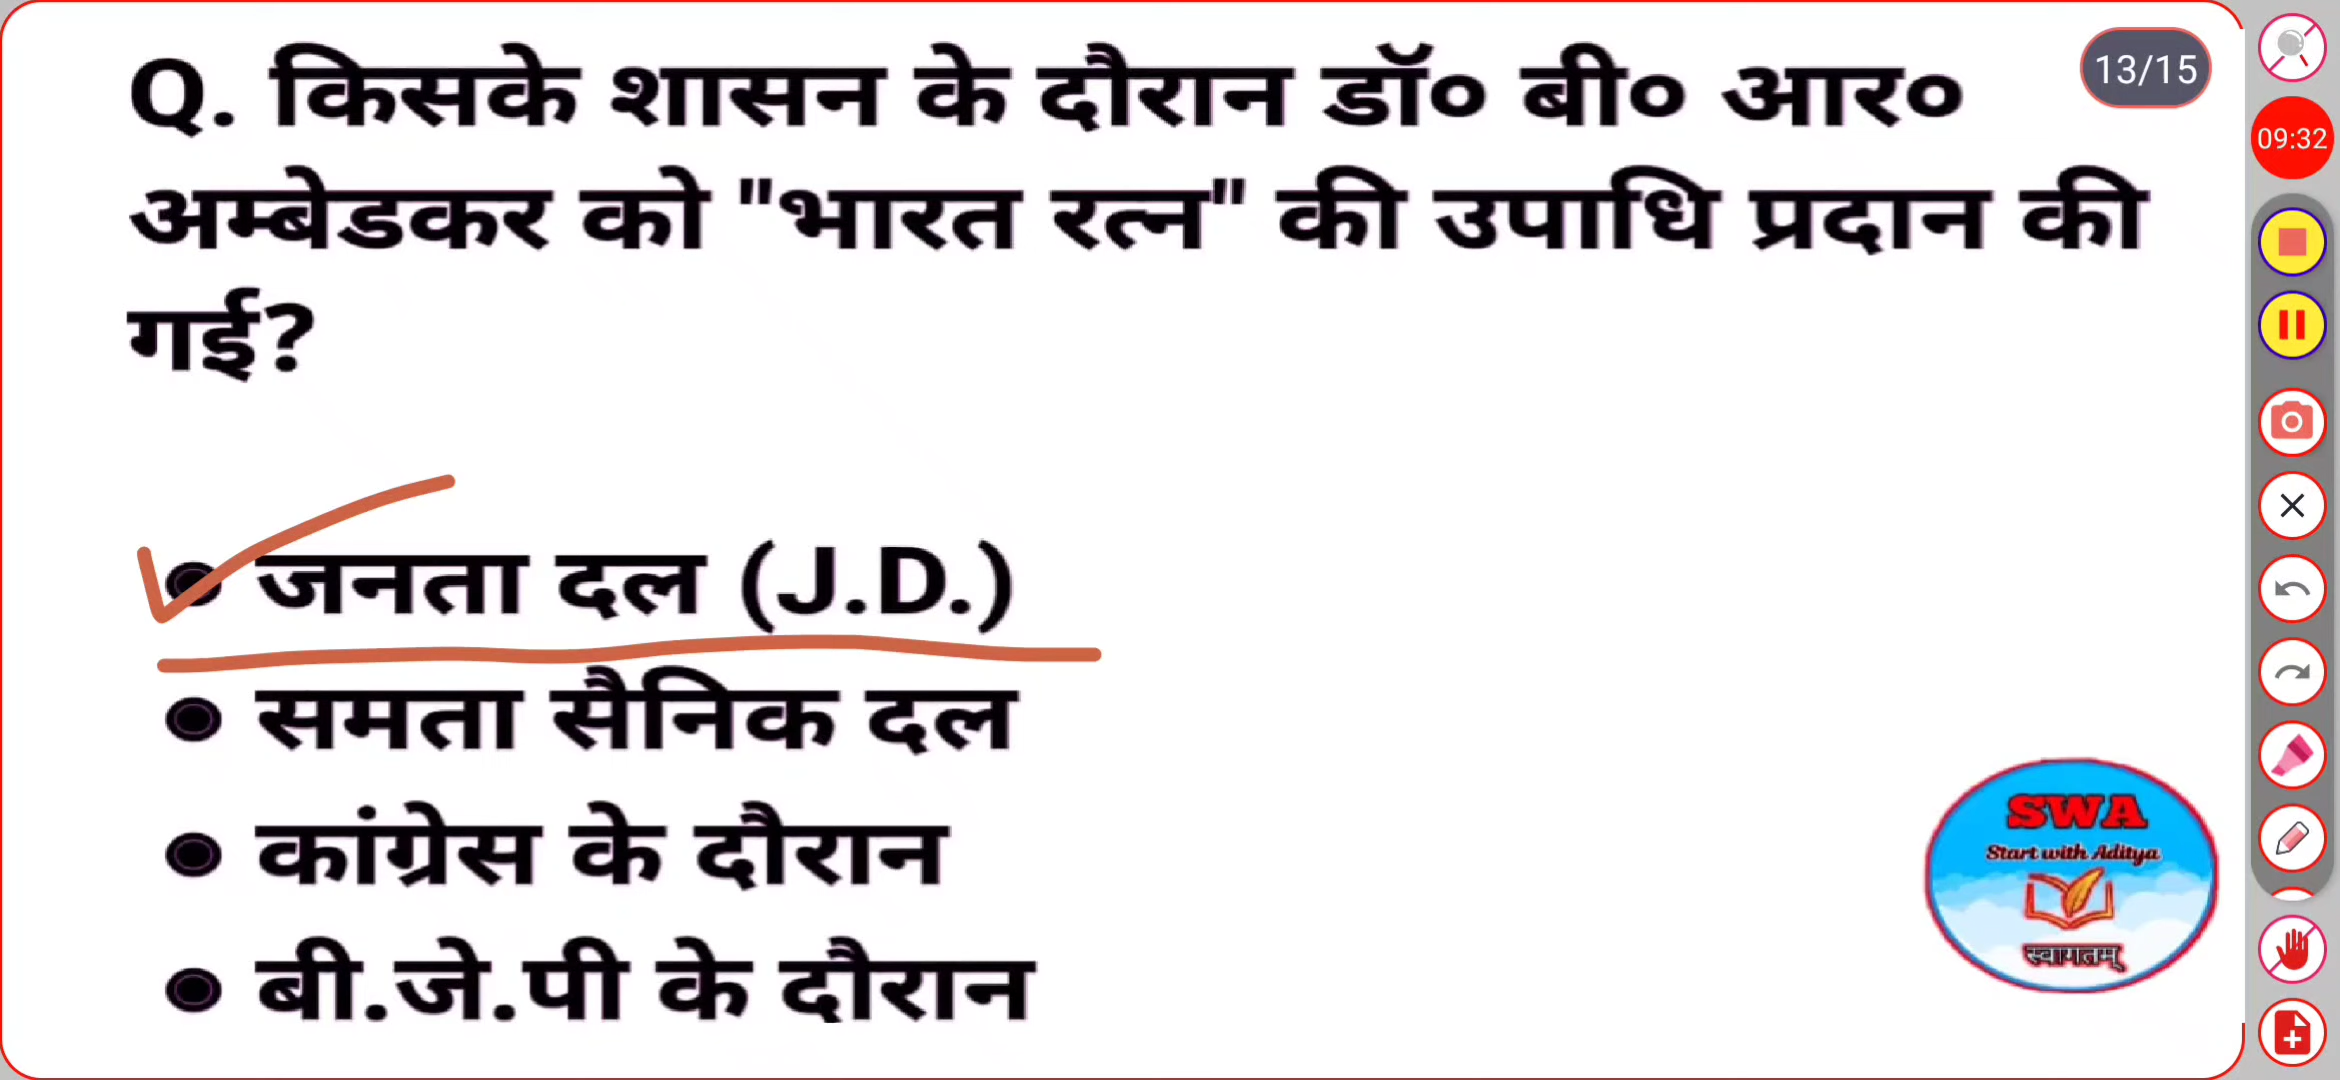 Q. किसके शासन के दौरान डॉ० बी० आर०
अम्बेडकर को "भारत रत्न" की उपाधि प्रदान की
गई?
13/15
09:32
जनता दल (J.D.)
समता सैनिक दल
कांग्रेस के दौरान
बी.जे.पी के दौरान
SWA
Start with Aditya
स्वागतम्